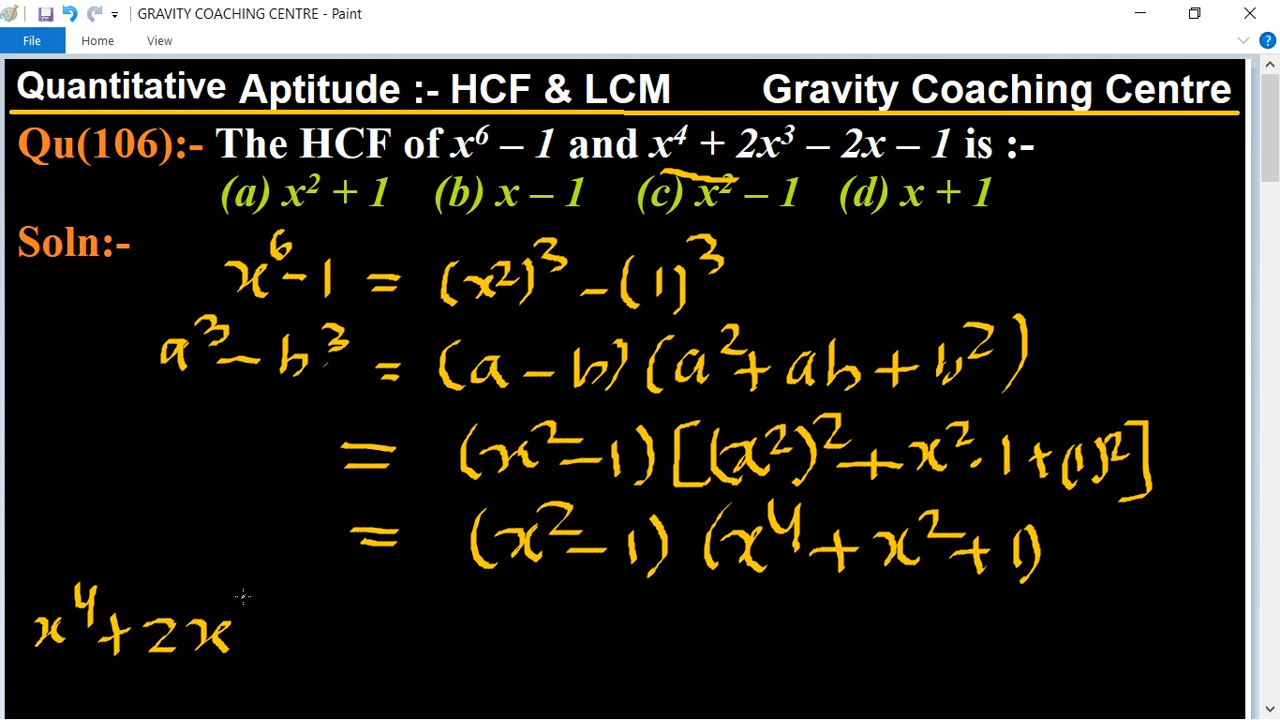 GRAVITY COACHING CENTRE - Paint
File Home View
Quantitative Aptitude :- HCF & LCM Gravity Coaching Centre
Qu(106):- The HCF of x⁶ – 1 and x⁴ + 2x³ – 2x – 1 is :-
(a) x² + 1 (b) x – 1 (c) x² – 1 (d) x + 1
Soln:-
x⁶ - 1 = (x²)³ - (1)³
a³ - b³ = (a - b) (a² + ab + b²)
= (x² - 1) [(x²)² + x² . 1 + (1)²]
= (x² - 1) (x⁴ + x² + 1)
x⁴ + 2x